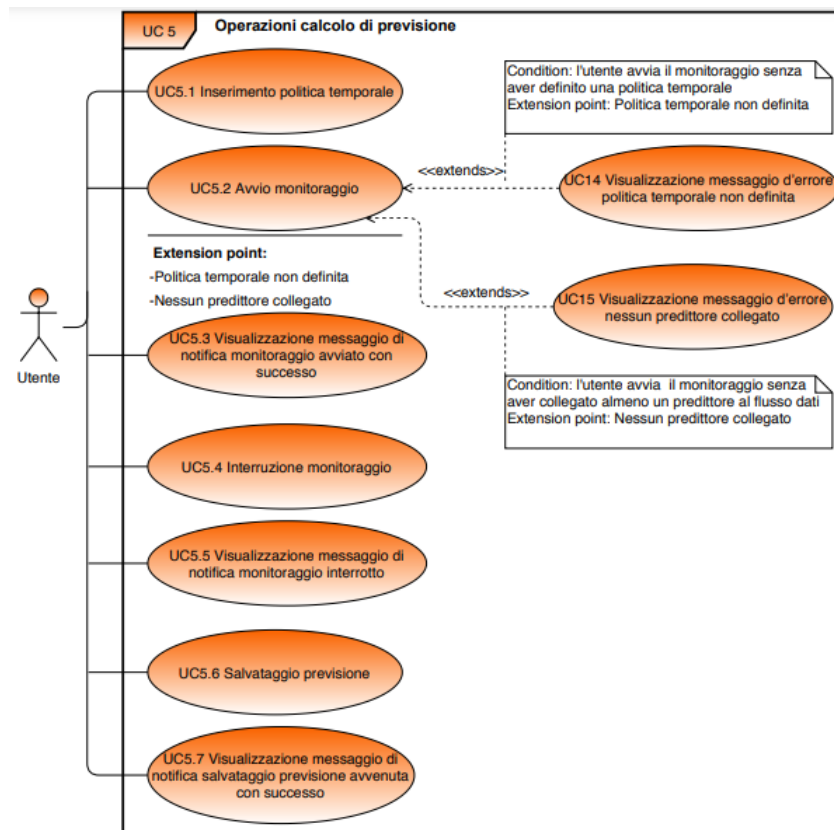 UC 5
Operazioni calcolo di previsione
UC5.1 Inserimento politica temporale
Condition: l'utente avvia il monitoraggio senza
aver definito una politica temporale
Extension point: Politica temporale non definita
<<extends>>
UC5.2 Avvio monitoraggio
UC14 Visualizzazione messaggio d'errore
politica temporale non definita
Extension point:
-Politica temporale non definita
-Nessun predittore collegato
<<extends>>
UC15 Visualizzazione messaggio d'errore
nessun predittore collegato
Utente
UC5.3 Visualizzazione messaggio di
notifica monitoraggio avviato con
successo
Condition: l'utente avvia il monitoraggio senza
aver collegato almeno un predittore al flusso dati
Extension point: Nessun predittore collegato
UC5.4 Interruzione monitoraggio
UC5.5 Visualizzazione messaggio di
notifica monitoraggio interrotto
UC5.6 Salvataggio previsione
UC5.7 Visualizzazione messaggio di
notifica salvataggio previsione avvenuta
con successo